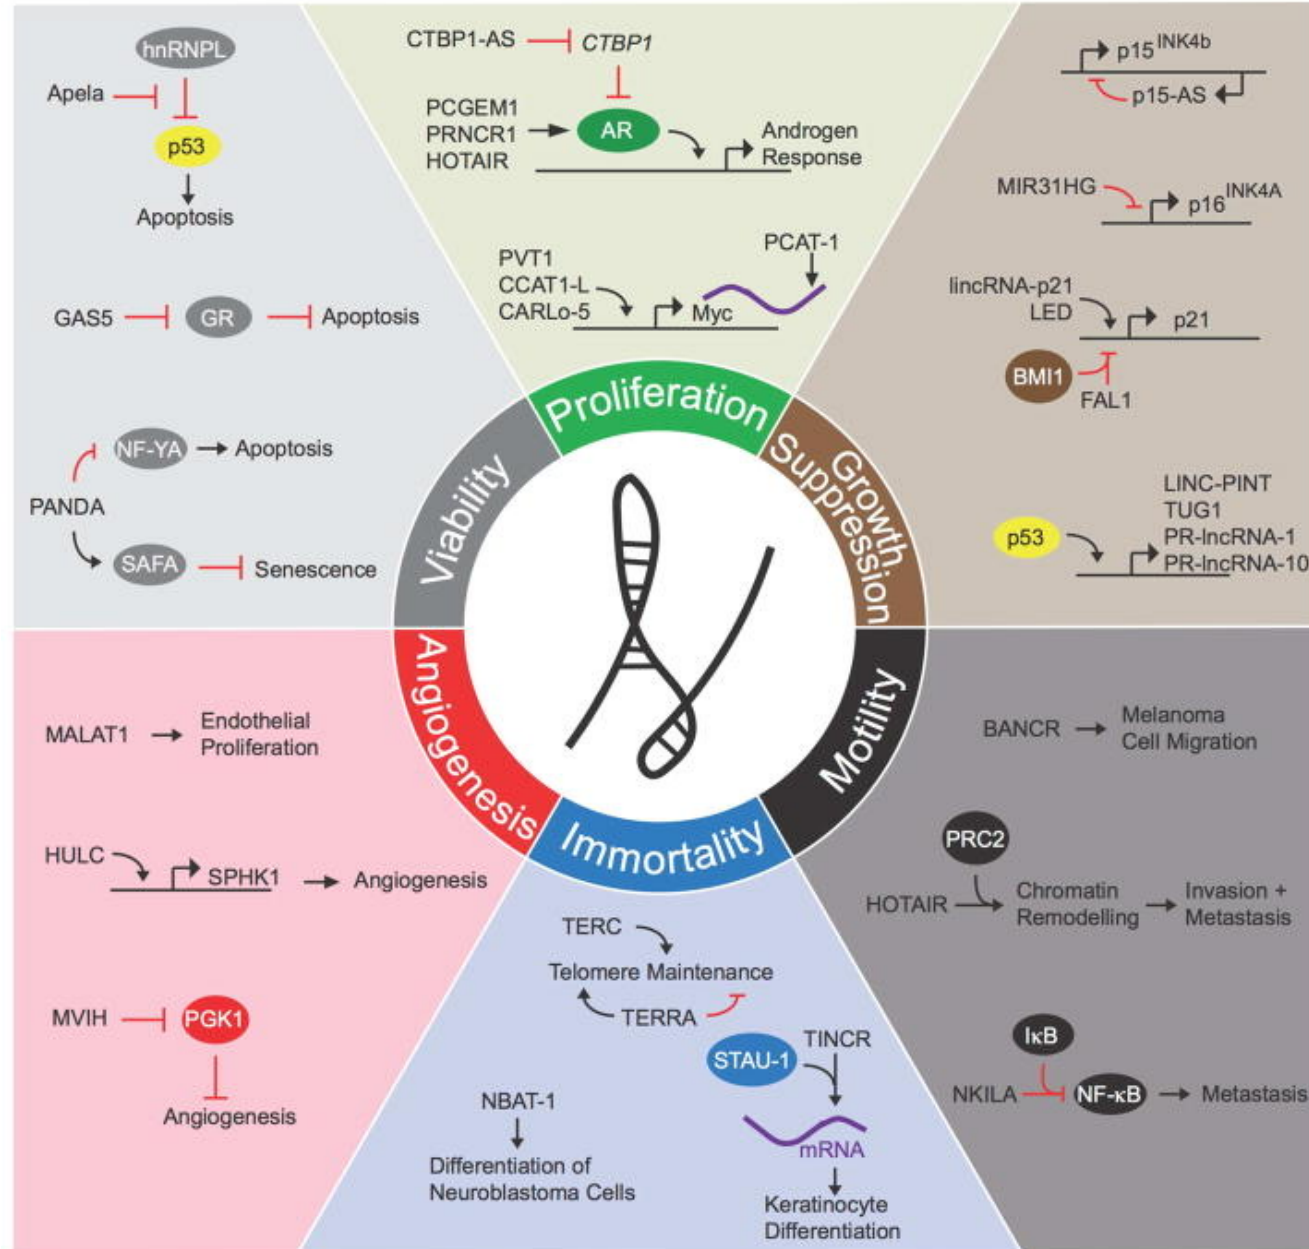 hnRNPL
Apela
p53
Apoptosis
GAS5
GR
Apoptosis
NF-YA
Apoptosis
PANDA
SAFA
Senescence
CTBP1-AS
CTBP1
PCGEM1
PRNCR1
HOTAIR
AR
Androgen
Response
PVT1
CCAT1-L
CARLo-5
Myc
PCAT-1
p15INK4b
p15-AS
MIR31HG
p16INK4A
lincRNA-p21
LED
p21
BMI1
FAL1
p53
LINC-PINT
TUG1
PR-lncRNA-1
PR-lncRNA-10
Viability
Proliferation
Growth
Suppression
Angiogenesis
Immortality
Motility
MALAT1
Endothelial
Proliferation
HULC
SPHK1
Angiogenesis
MVIH
PGK1
Angiogenesis
TERC
Telomere Maintenance
TERRA
STAU-1
TINCR
mRNA
Keratinocyte
Differentiation
NBAT-1
Differentiation of
Neuroblastoma Cells
BANCR
Melanoma
Cell Migration
PRC2
HOTAIR
Chromatin
Remodelling
Invasion +
Metastasis
IκB
NKILA
NF-κB
Metastasis